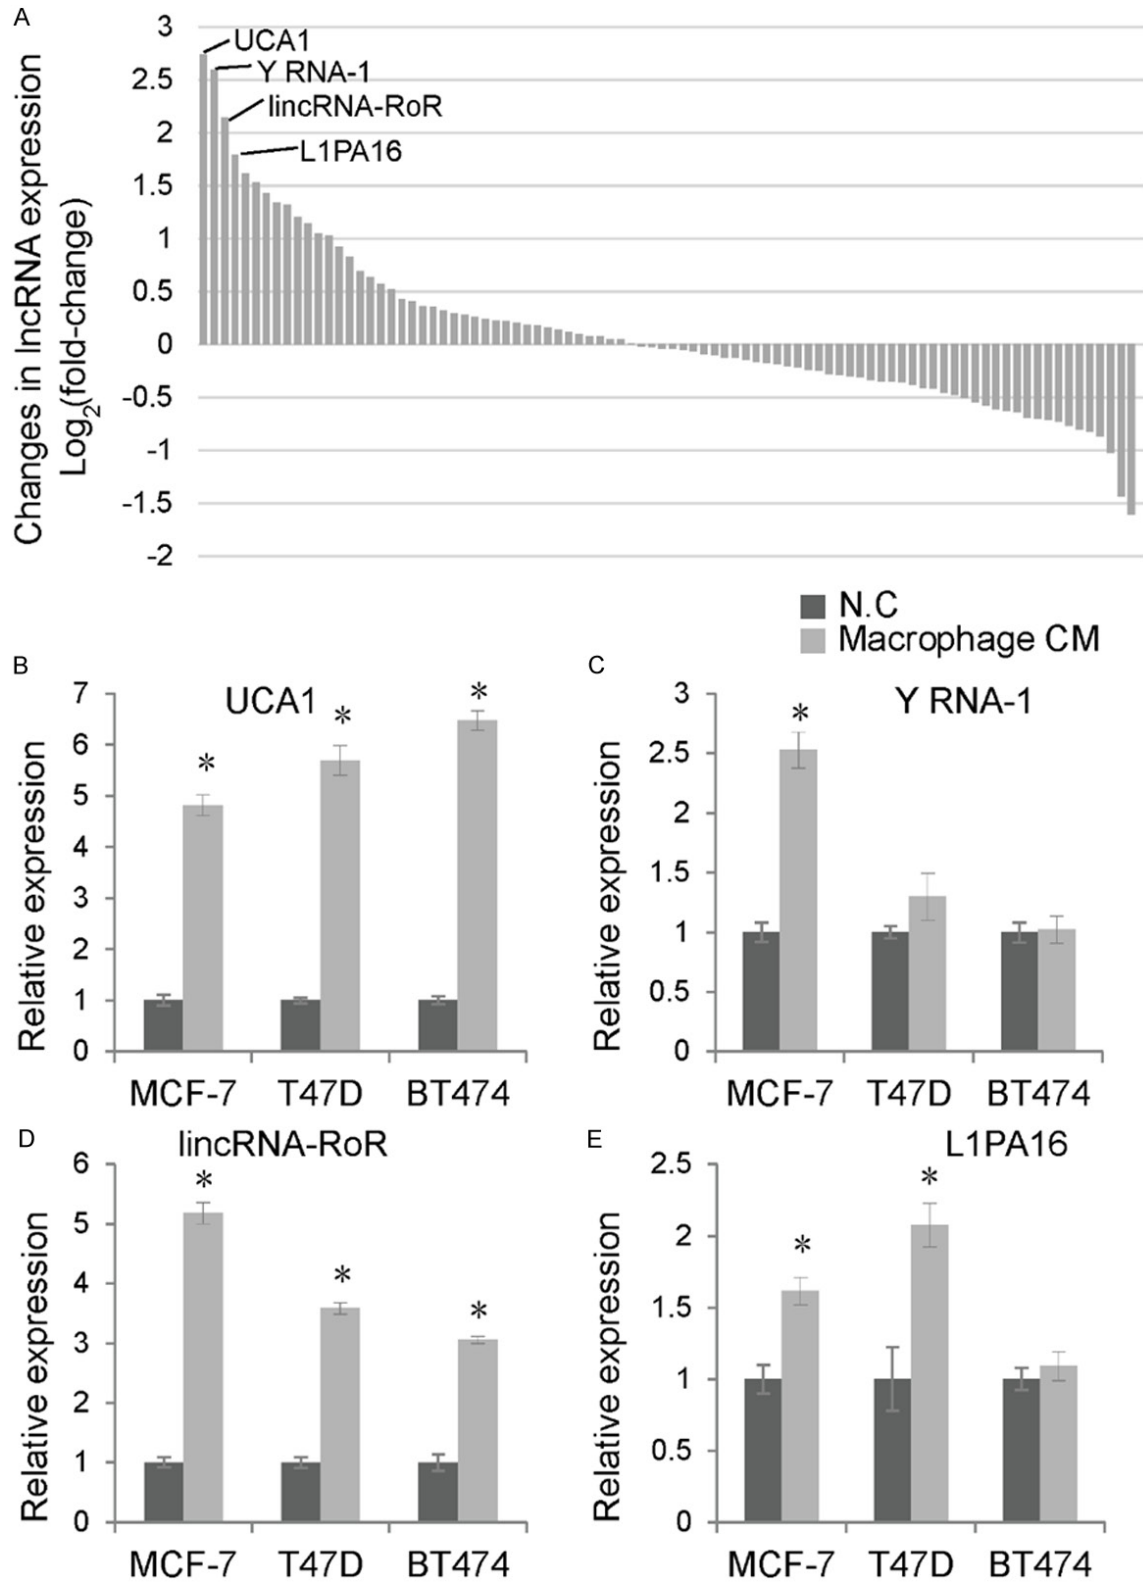 A
Changes in lncRNA expression
Log2(fold-change)
3
2.5
2
1.5
1
0.5
0
-0.5
-1
-1.5
-2
UCA1
Y RNA-1
lincRNA-RoR
L1PA16
N.C
Macrophage CM
B
UCA1
Relative expression
7
6
5
4
3
2
1
0
* * *
MCF-7 T47D BT474
C
Y RNA-1
Relative expression
3
2.5
2
1.5
1
0.5
0
*
MCF-7 T47D BT474
D
lincRNA-RoR
Relative expression
6
5
4
3
2
1
0
* * *
MCF-7 T47D BT474
E
L1PA16
Relative expression
2.5
2
1.5
1
0.5
0
* *
MCF-7 T47D BT474